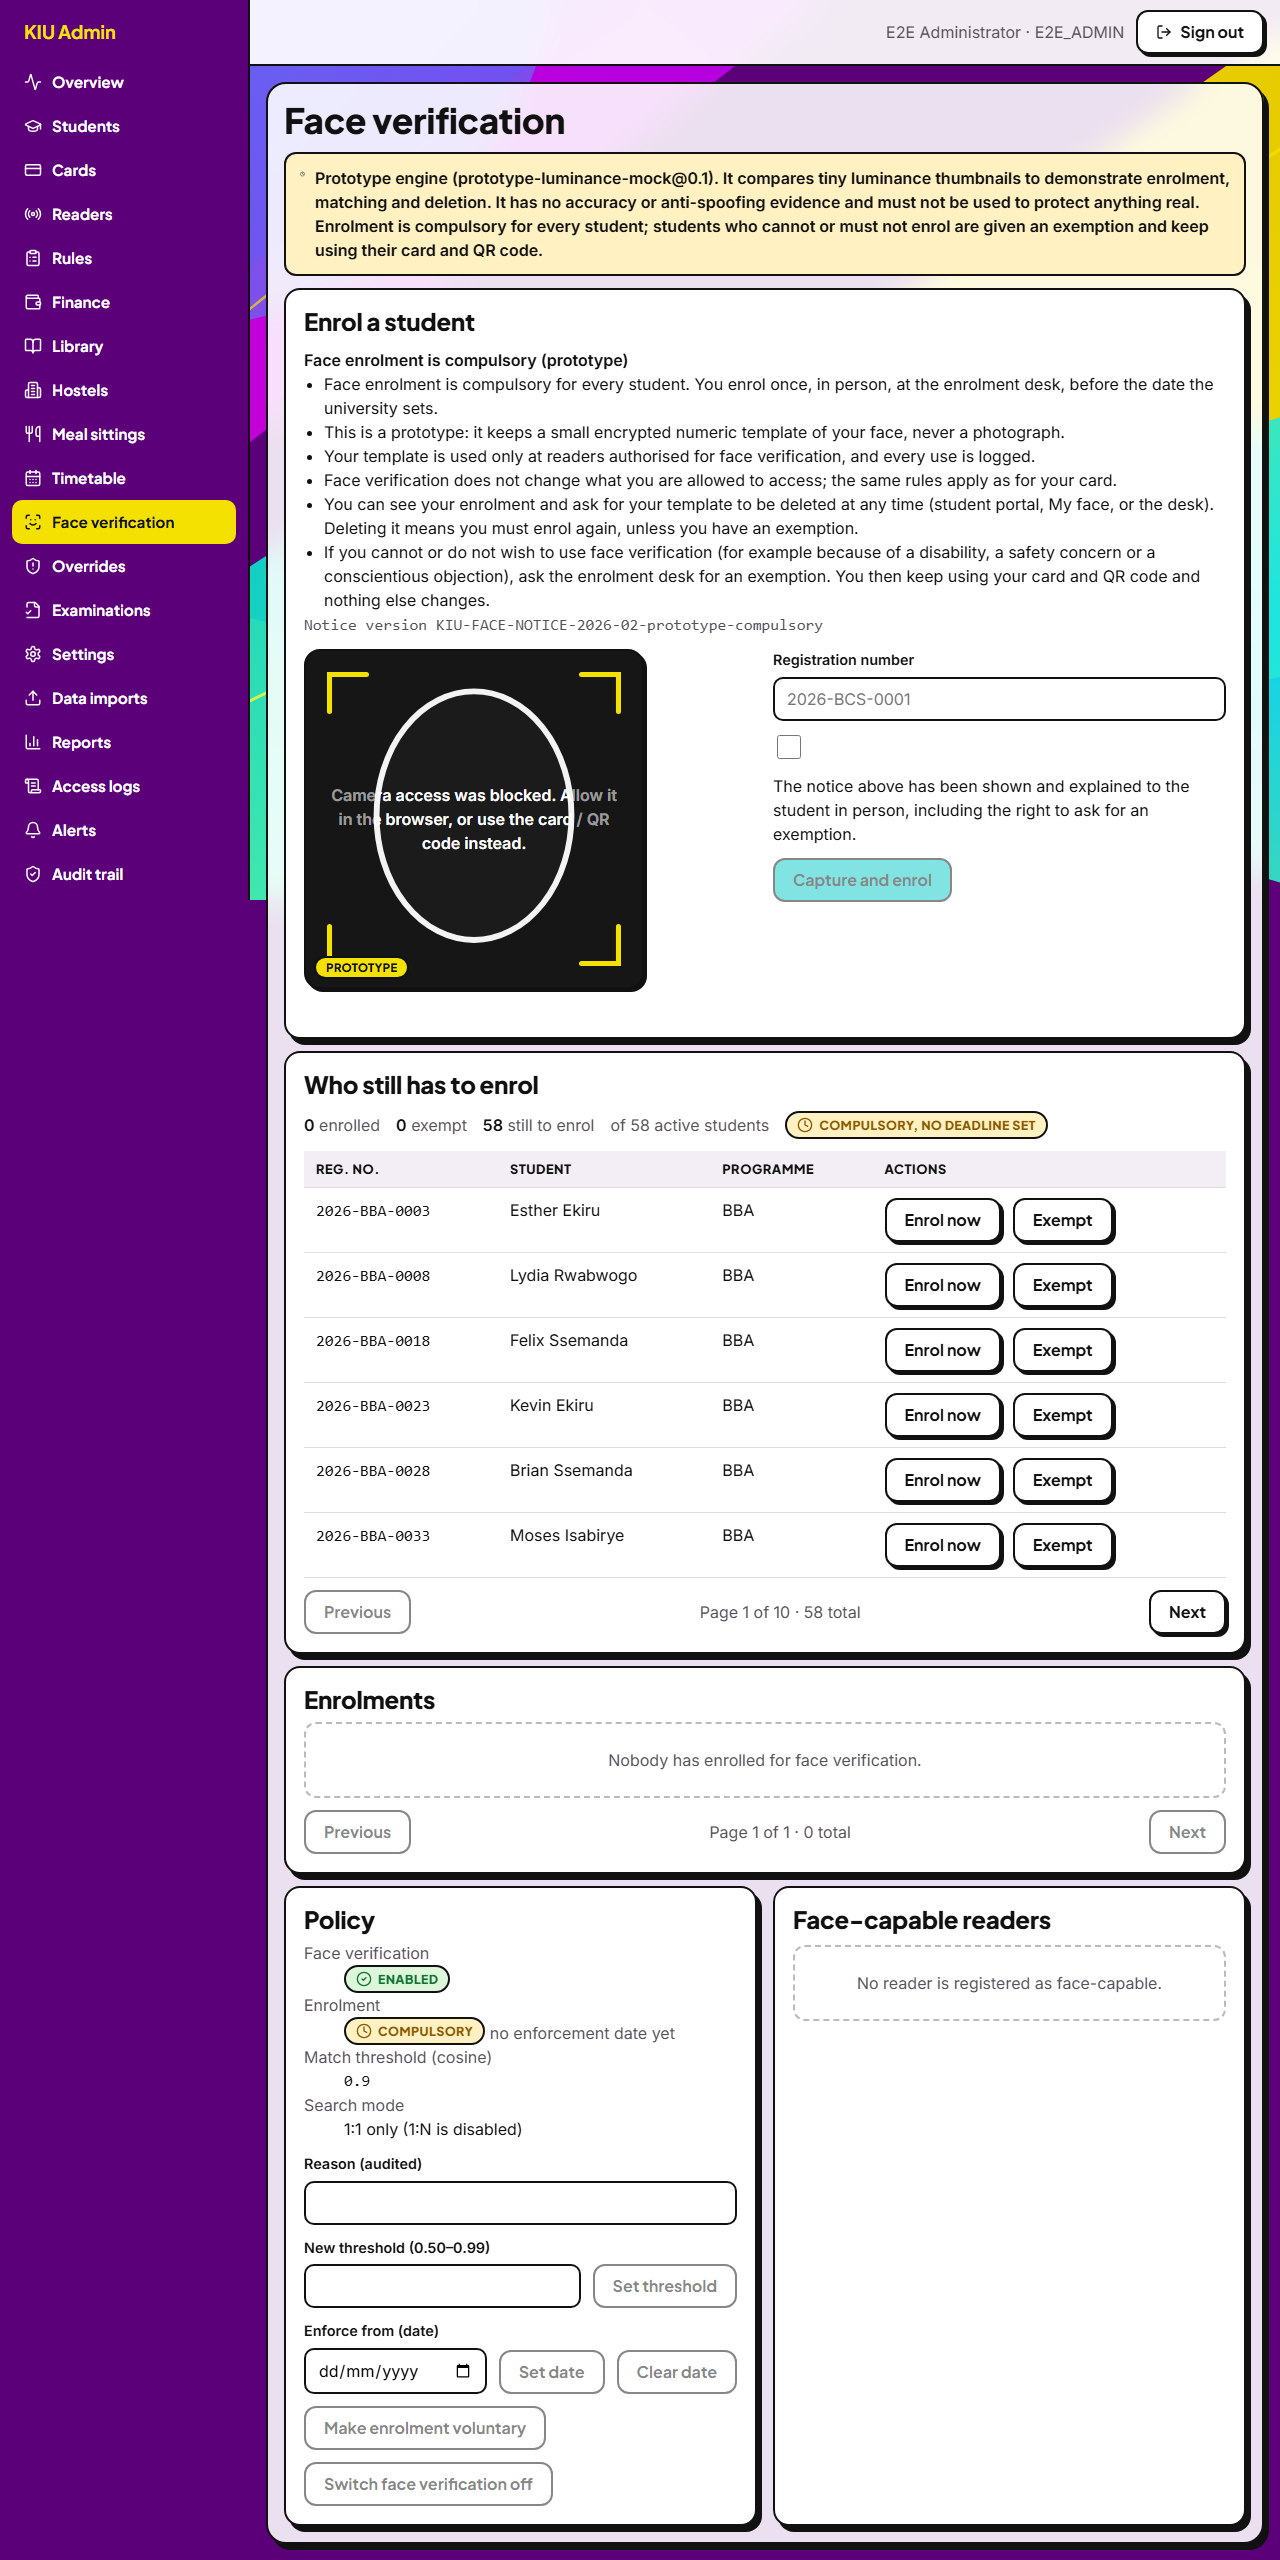 KIU Admin
Overview
Students
Cards
Readers
Rules
Finance
Library
Hostels
Meal sittings
Timetable
Face verification
Overrides
Examinations
Settings
Data imports
Reports
Access logs
Alerts
Audit trail
E2E Administrator · E2E_ADMIN
Sign out
Face verification
Prototype engine (prototype-luminance-mock@0.1). It compares tiny luminance thumbnails to demonstrate enrolment,
matching and deletion. It has no accuracy or anti-spoofing evidence and must not be used to protect anything real.
Enrolment is compulsory for every student; students who cannot or must not enrol are given an exemption and keep
using their card and QR code.
Enrol a student
Face enrolment is compulsory (prototype)
• Face enrolment is compulsory for every student. You enrol once, in person, at the enrolment desk, before the date the
university sets.
• This is a prototype: it keeps a small encrypted numeric template of your face, never a photograph.
• Your template is used only at readers authorised for face verification, and every use is logged.
• Face verification does not change what you are allowed to access; the same rules apply as for your card.
• You can see your enrolment and ask for your template to be deleted at any time (student portal, My face, or the desk).
Deleting it means you must enrol again, unless you have an exemption.
• If you cannot or do not wish to use face verification (for example because of a disability, a safety concern or a
conscientious objection), ask the enrolment desk for an exemption. You then keep using your card and QR code and
nothing else changes.
Notice version KIU-FACE-NOTICE-2026-02-prototype-compulsory
Camera access was blocked. Allow it
in the browser, or use the card / QR
code instead.
PROTOTYPE
Registration number
2026-BCS-0001
The notice above has been shown and explained to the
student in person, including the right to ask for an
exemption.
Capture and enrol
Who still has to enrol
0 enrolled 0 exempt 58 still to enrol of 58 active students COMPULSORY, NO DEADLINE SET
REG. NO. STUDENT PROGRAMME ACTIONS
2026-BBA-0003 Esther Ekiru BBA Enrol now Exempt
2026-BBA-0008 Lydia Rwabwogo BBA Enrol now Exempt
2026-BBA-0018 Felix Ssemanda BBA Enrol now Exempt
2026-BBA-0023 Kevin Ekiru BBA Enrol now Exempt
2026-BBA-0028 Brian Ssemanda BBA Enrol now Exempt
2026-BBA-0033 Moses Isabirye BBA Enrol now Exempt
Previous Page 1 of 10 · 58 total Next
Enrolments
Nobody has enrolled for face verification.
Previous Page 1 of 1 · 0 total Next
Policy
Face verification
ENABLED
Enrolment
COMPULSORY no enforcement date yet
Match threshold (cosine)
0.9
Search mode
1:1 only (1:N is disabled)
Reason (audited)
New threshold (0.50–0.99)
Set threshold
Enforce from (date)
dd/mm/yyyy Set date Clear date
Make enrolment voluntary
Switch face verification off
Face-capable readers
No reader is registered as face-capable.